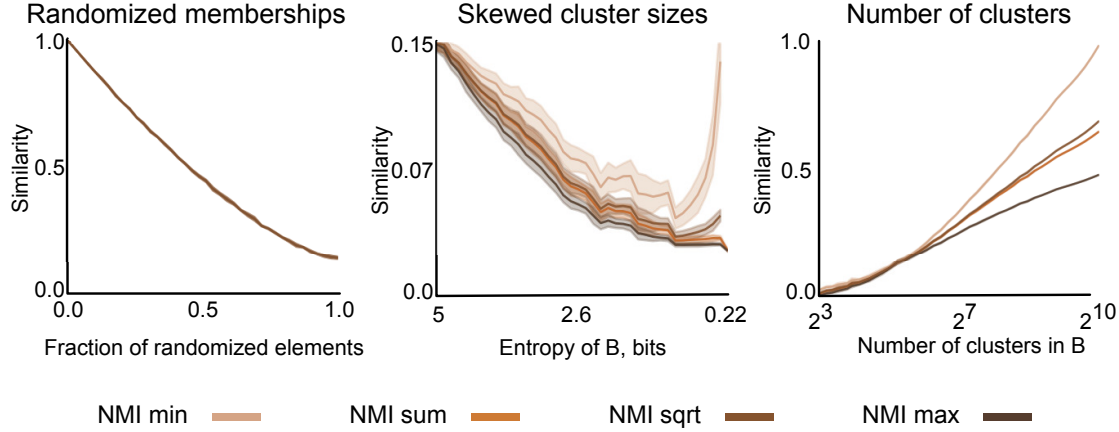 Randomized memberships
Skewed cluster sizes
Number of clusters
1.0
0.5
0.0
Similarity
0.0 0.5 1.0
Fraction of randomized elements
0.15
0.07
0.0
Similarity
5 2.6 0.22
Entropy of B, bits
1.0
0.5
0.0
Similarity
2^3 2^7 2^10
Number of clusters in B
NMI min NMI sum NMI sqrt NMI max